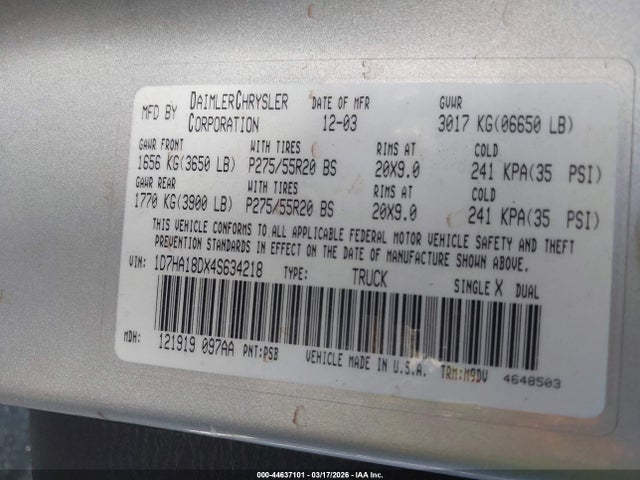 MFD BY DAIMLERCHRYSLER CORPORATION DATE OF MFR 12-03 GVWR 3017 KG(06650 LB)
GAWR FRONT WITH TIRES RIMS AT COLD
1656 KG(3650 LB) P275/55R20 BS 20X9.0 241 KPA(35 PSI)
GAWR REAR WITH TIRES RIMS AT COLD
1770 KG(3900 LB) P275/55R20 BS 20X9.0 241 KPA(35 PSI)
THIS VEHICLE CONFORMS TO ALL APPLICABLE FEDERAL MOTOR VEHICLE SAFETY AND THEFT
PREVENTION STANDARDS IN EFFECT ON THE DATE OF MANUFACTURE SHOWN ABOVE.
VIN: 1D7HA18DX4S634218 TYPE: TRUCK SINGLE X DUAL
MDH: 121919 097AA PNT:PSB VEHICLE MADE IN U.S.A. TRM:M9DV 4648503
000-44637101 - 03/17/2026 - IAA Inc.